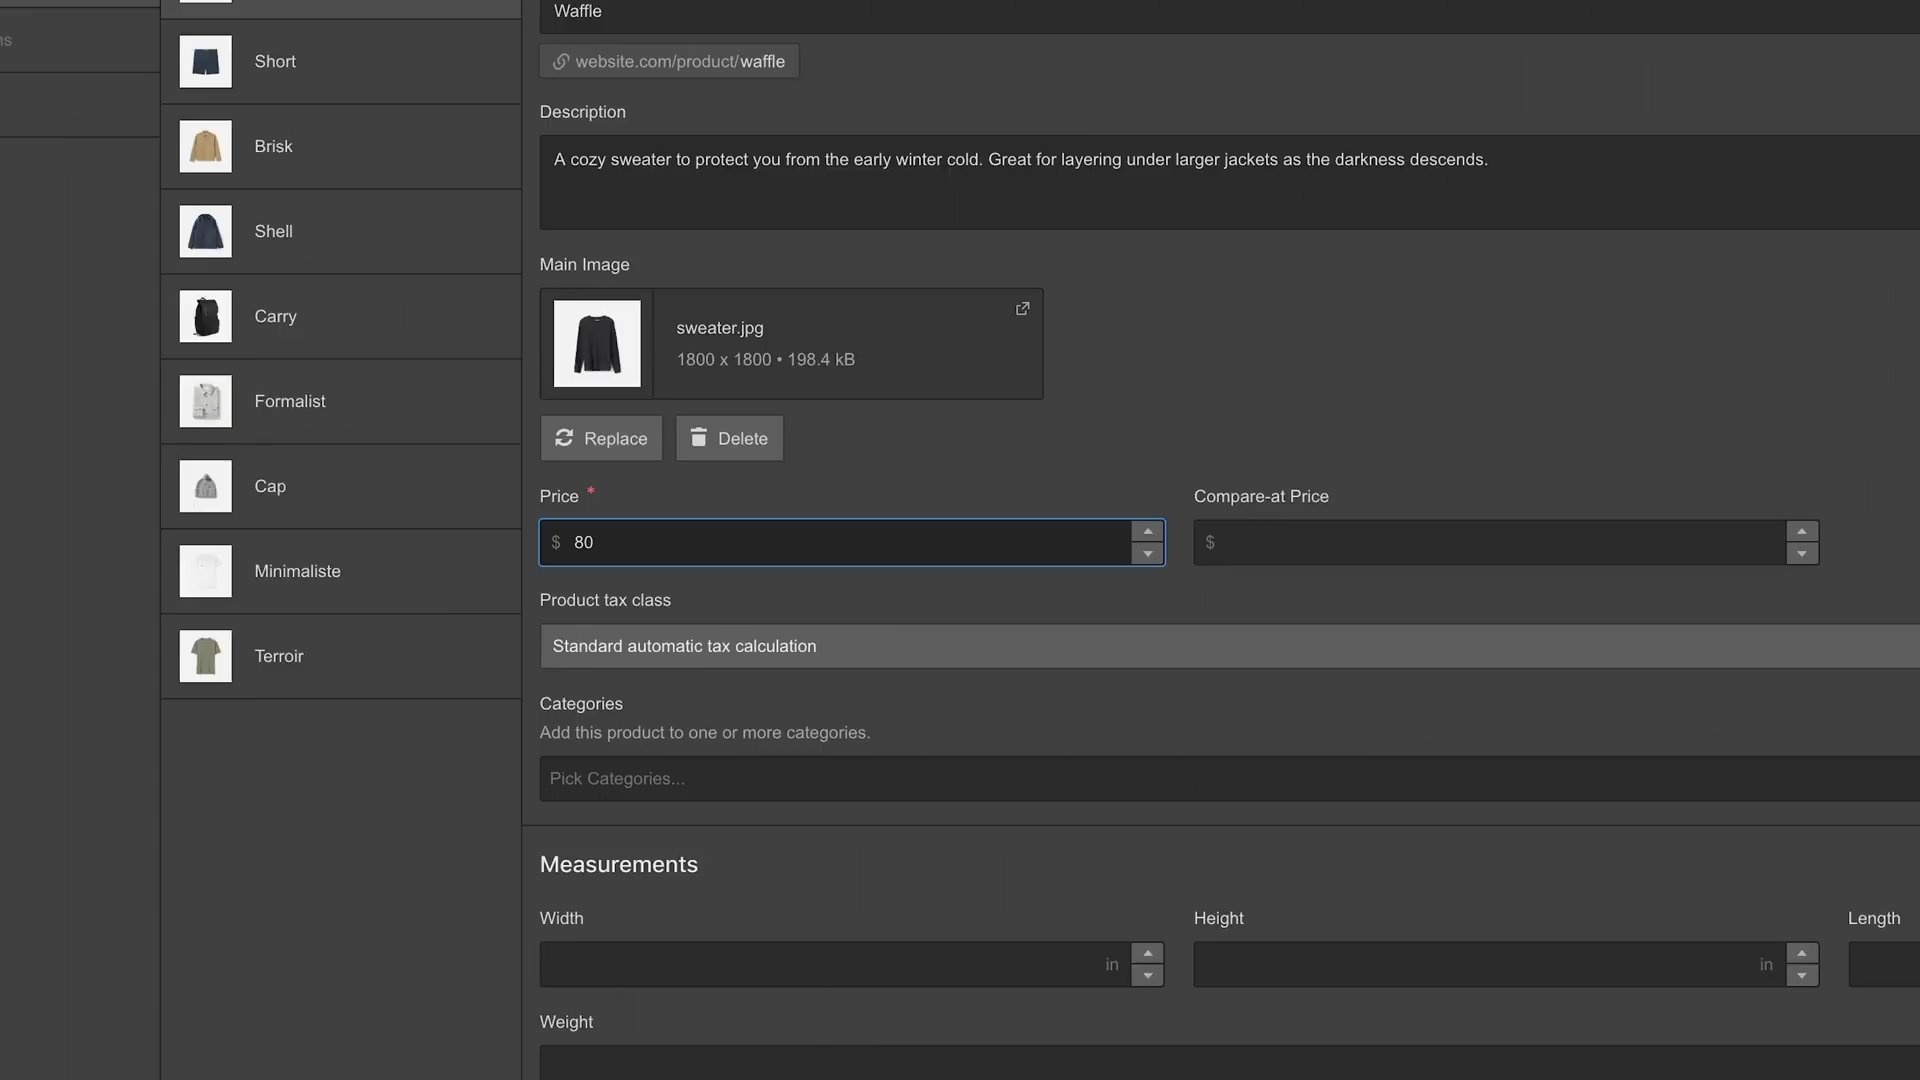 ns
Short
Brisk
Shell
Carry
Formalist
Cap
Minimaliste
Terroir
Waffle
website.com/product/waffle
Description
A cozy sweater to protect you from the early winter cold. Great for layering under larger jackets as the darkness descends.
Main Image
sweater.jpg
1800 x 1800 • 198.4 kB
Replace Delete
Price * Compare-at Price
$ 80 $
Product tax class
Standard automatic tax calculation
Categories
Add this product to one or more categories.
Pick Categories...
Measurements
Width Height Length
in in
Weight